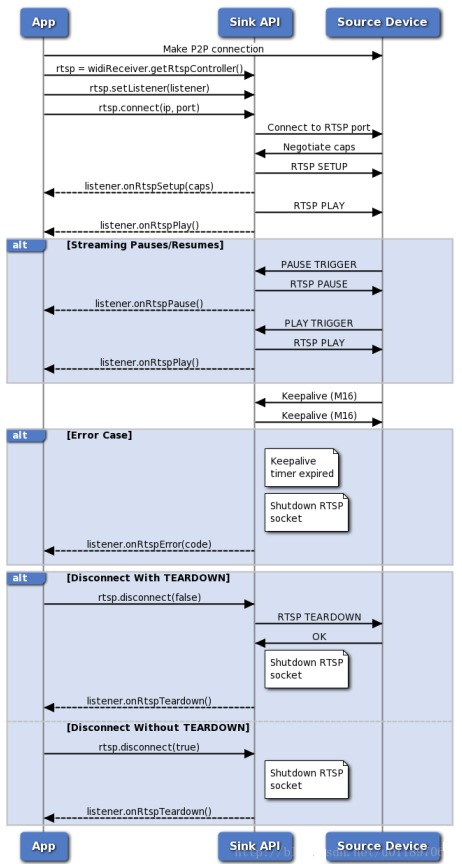 App
Sink API
Source Device
Make P2P connection
rtsp = widiReceiver.getRtspController()
rtsp.setListener(listener)
rtsp.connect(ip, port)
Connect to RTSP port
Negotiate caps
RTSP SETUP
listener.onRtspSetup(caps)
RTSP PLAY
listener.onRtspPlay()
alt
[Streaming Pauses/Resumes]
PAUSE TRIGGER
RTSP PAUSE
listener.onRtspPause()
PLAY TRIGGER
RTSP PLAY
listener.onRtspPlay()
Keepalive (M16)
Keepalive (M16)
alt
[Error Case]
Keepalive
timer expired
Shutdown RTSP
socket
listener.onRtspError(code)
alt
[Disconnect With TEARDOWN]
rtsp.disconnect(false)
RTSP TEARDOWN
OK
Shutdown RTSP
socket
listener.onRtspTeardown()
[Disconnect Without TEARDOWN]
rtsp.disconnect(true)
Shutdown RTSP
socket
listener.onRtspTeardown()
App
Sink API
Source Device